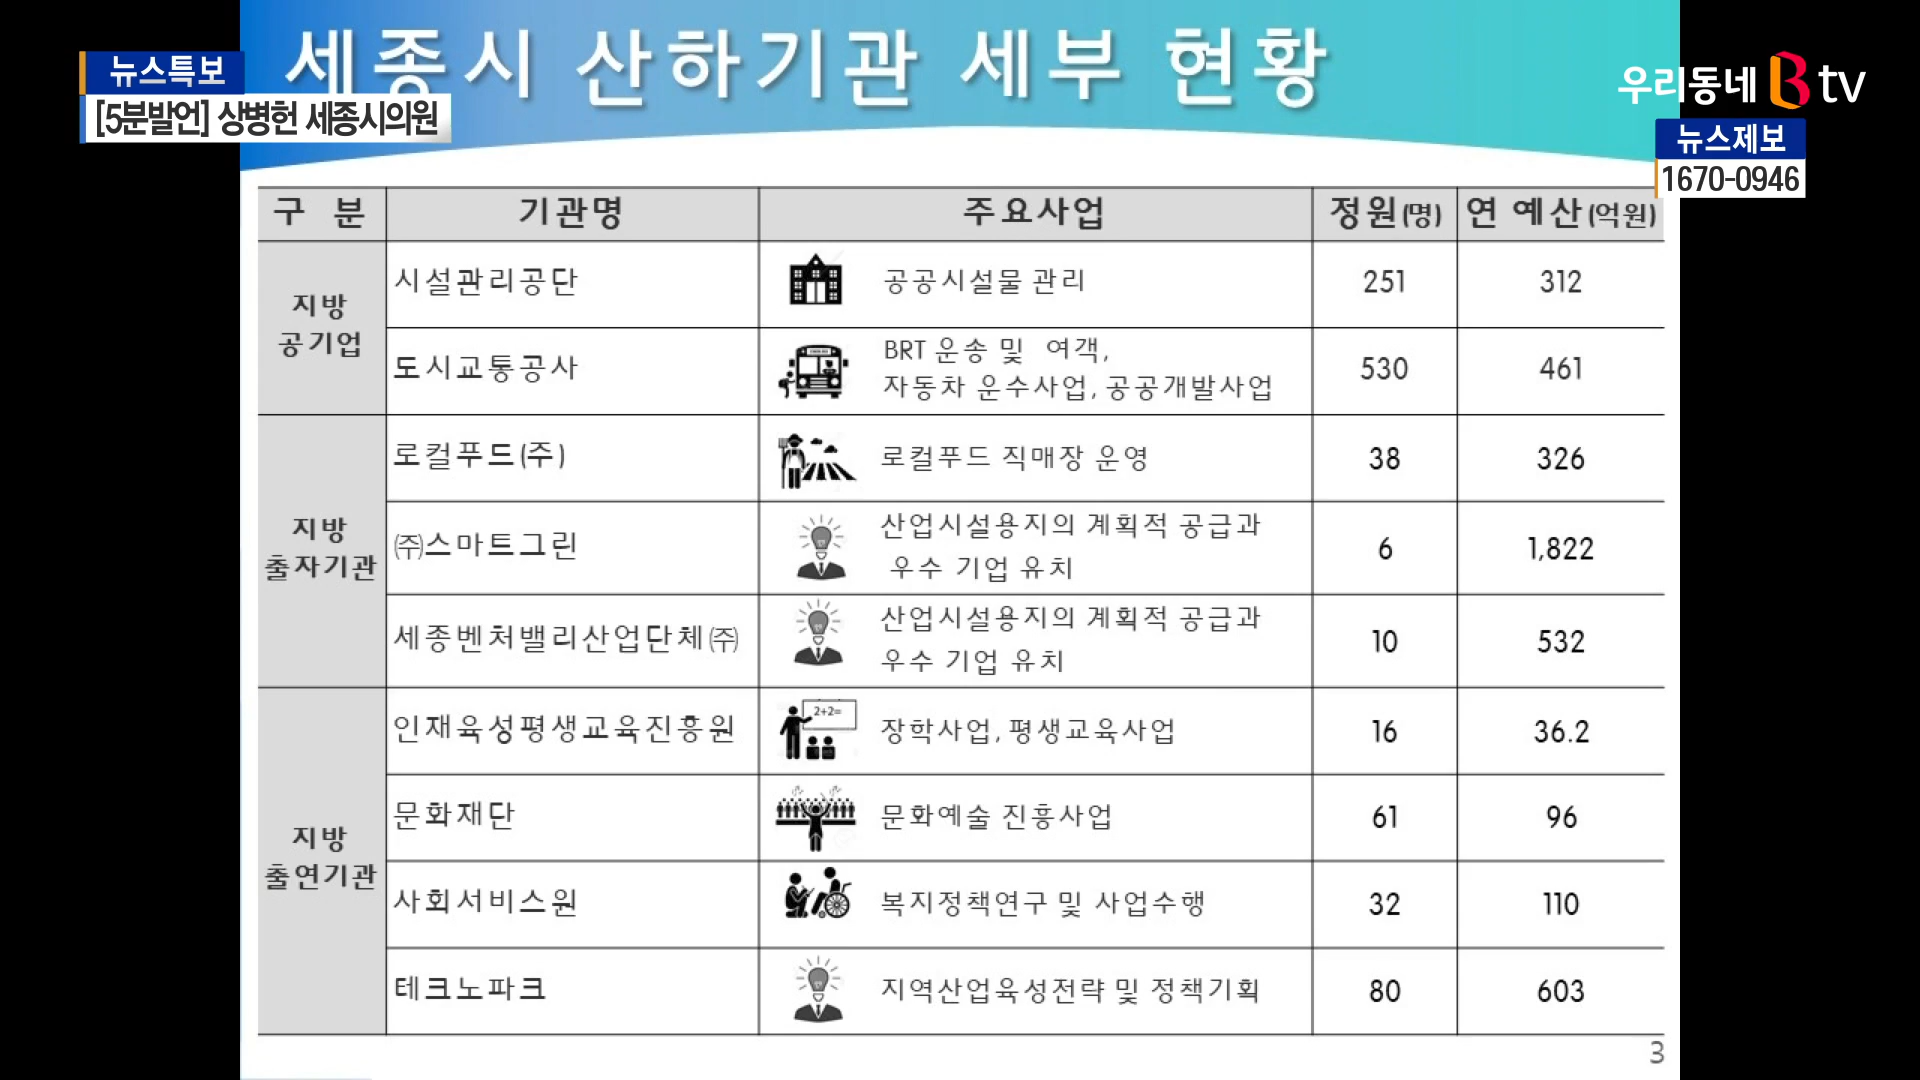 세종시 산하기관 세부 현황
뉴스특보
[5분발언] 상병헌 세종시의원
우리동네 B tv
뉴스제보
1670-0946
구 분 기관명 주요사업 정원(명) 연 예산(억원)
지방
공기업
시설관리공단 공공시설물 관리 251 312
도시교통공사 BRT 운송 및 여객,
자동차 운수사업, 공공개발사업 530 461
지방
출자기관
로컬푸드(주) 로컬푸드 직매장 운영 38 326
㈜스마트그린 산업시설용지의 계획적 공급과
우수 기업 유치 6 1,822
세종벤처밸리산업단체㈜ 산업시설용지의 계획적 공급과
우수 기업 유치 10 532
지방
출연기관
인재육성평생교육진흥원 2+2= 장학사업, 평생교육사업 16 36.2
문화재단 문화예술 진흥사업 61 96
사회서비스원 복지정책연구 및 사업수행 32 110
테크노파크 지역산업육성전략 및 정책기획 80 603
3